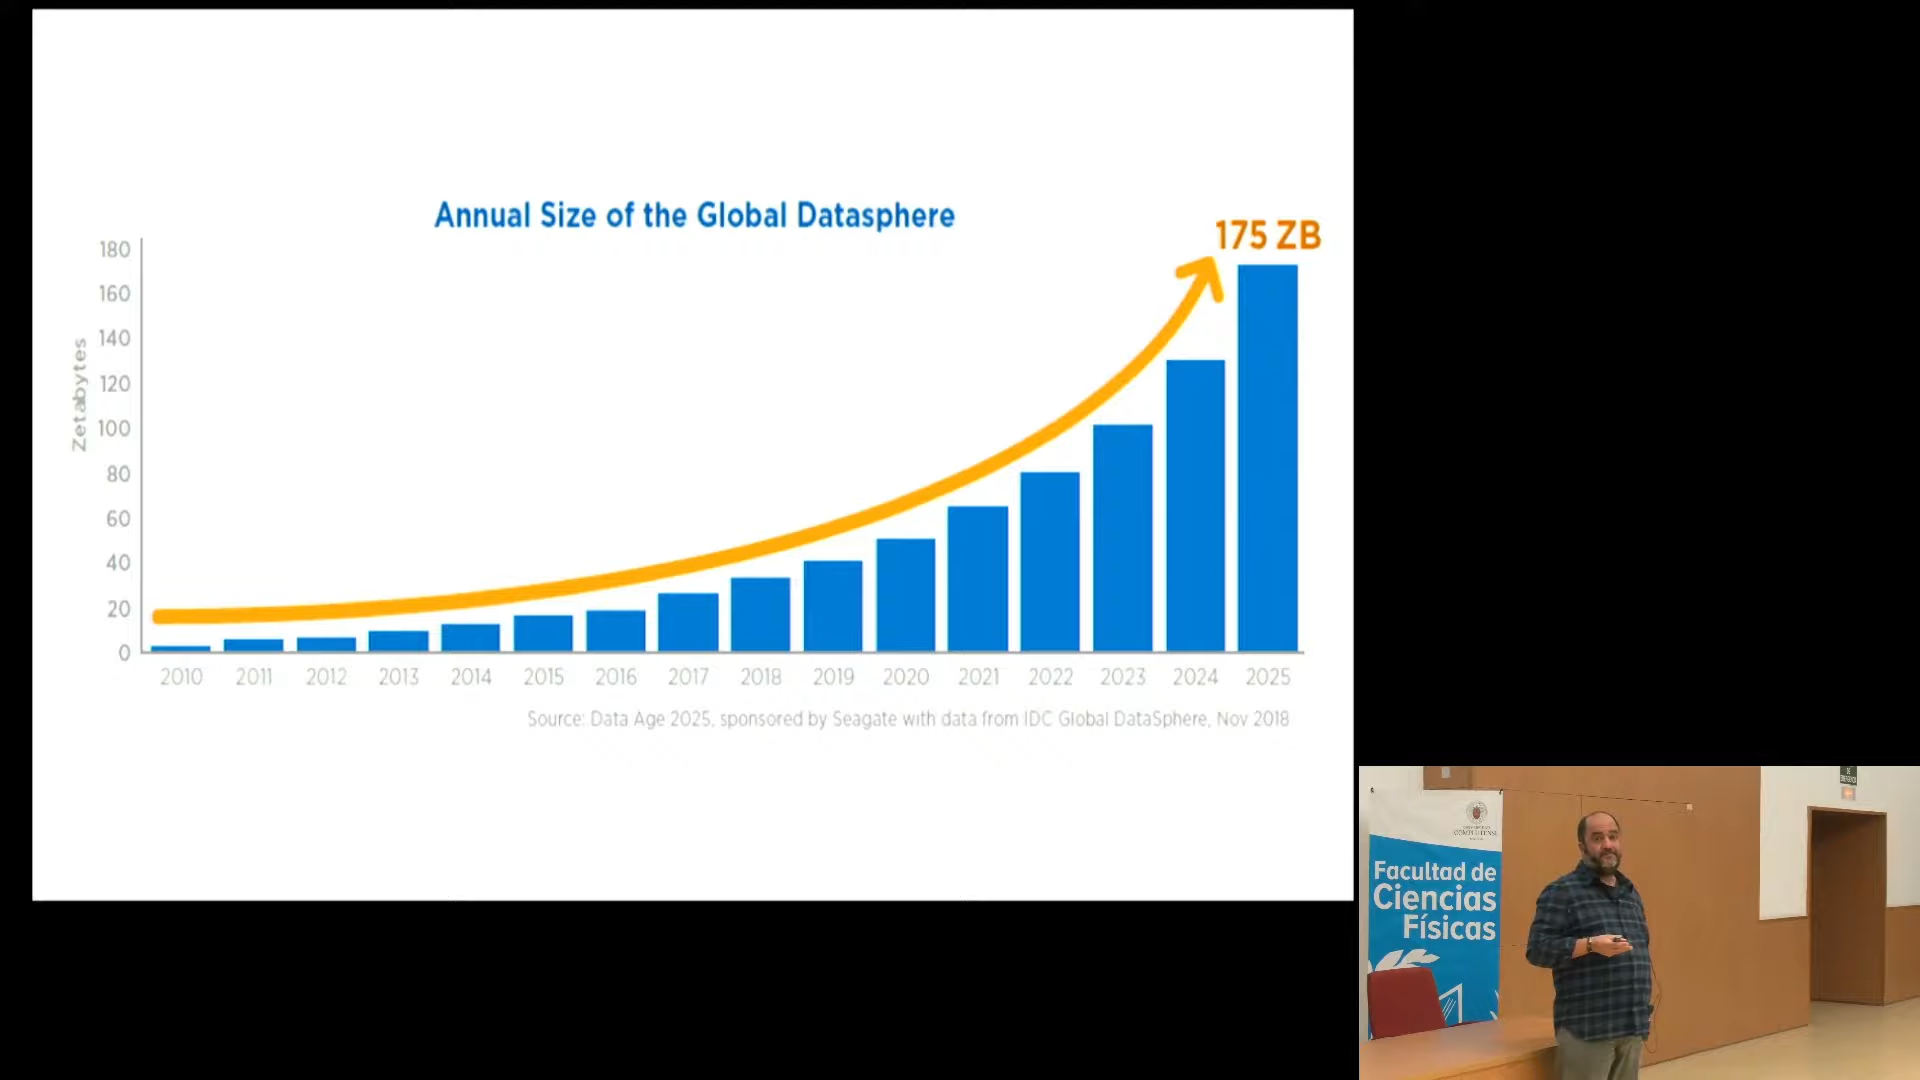 Annual Size of the Global Datasphere
175 ZB
Zetabytes
180
160
140
120
100
80
60
40
20
0
2010 2011 2012 2013 2014 2015 2016 2017 2018 2019 2020 2021 2022 2023 2024 2025
Source: Data Age 2025, sponsored by Seagate with data from IDC Global DataSphere, Nov 2018
Facultad de
Ciencias
Físicas